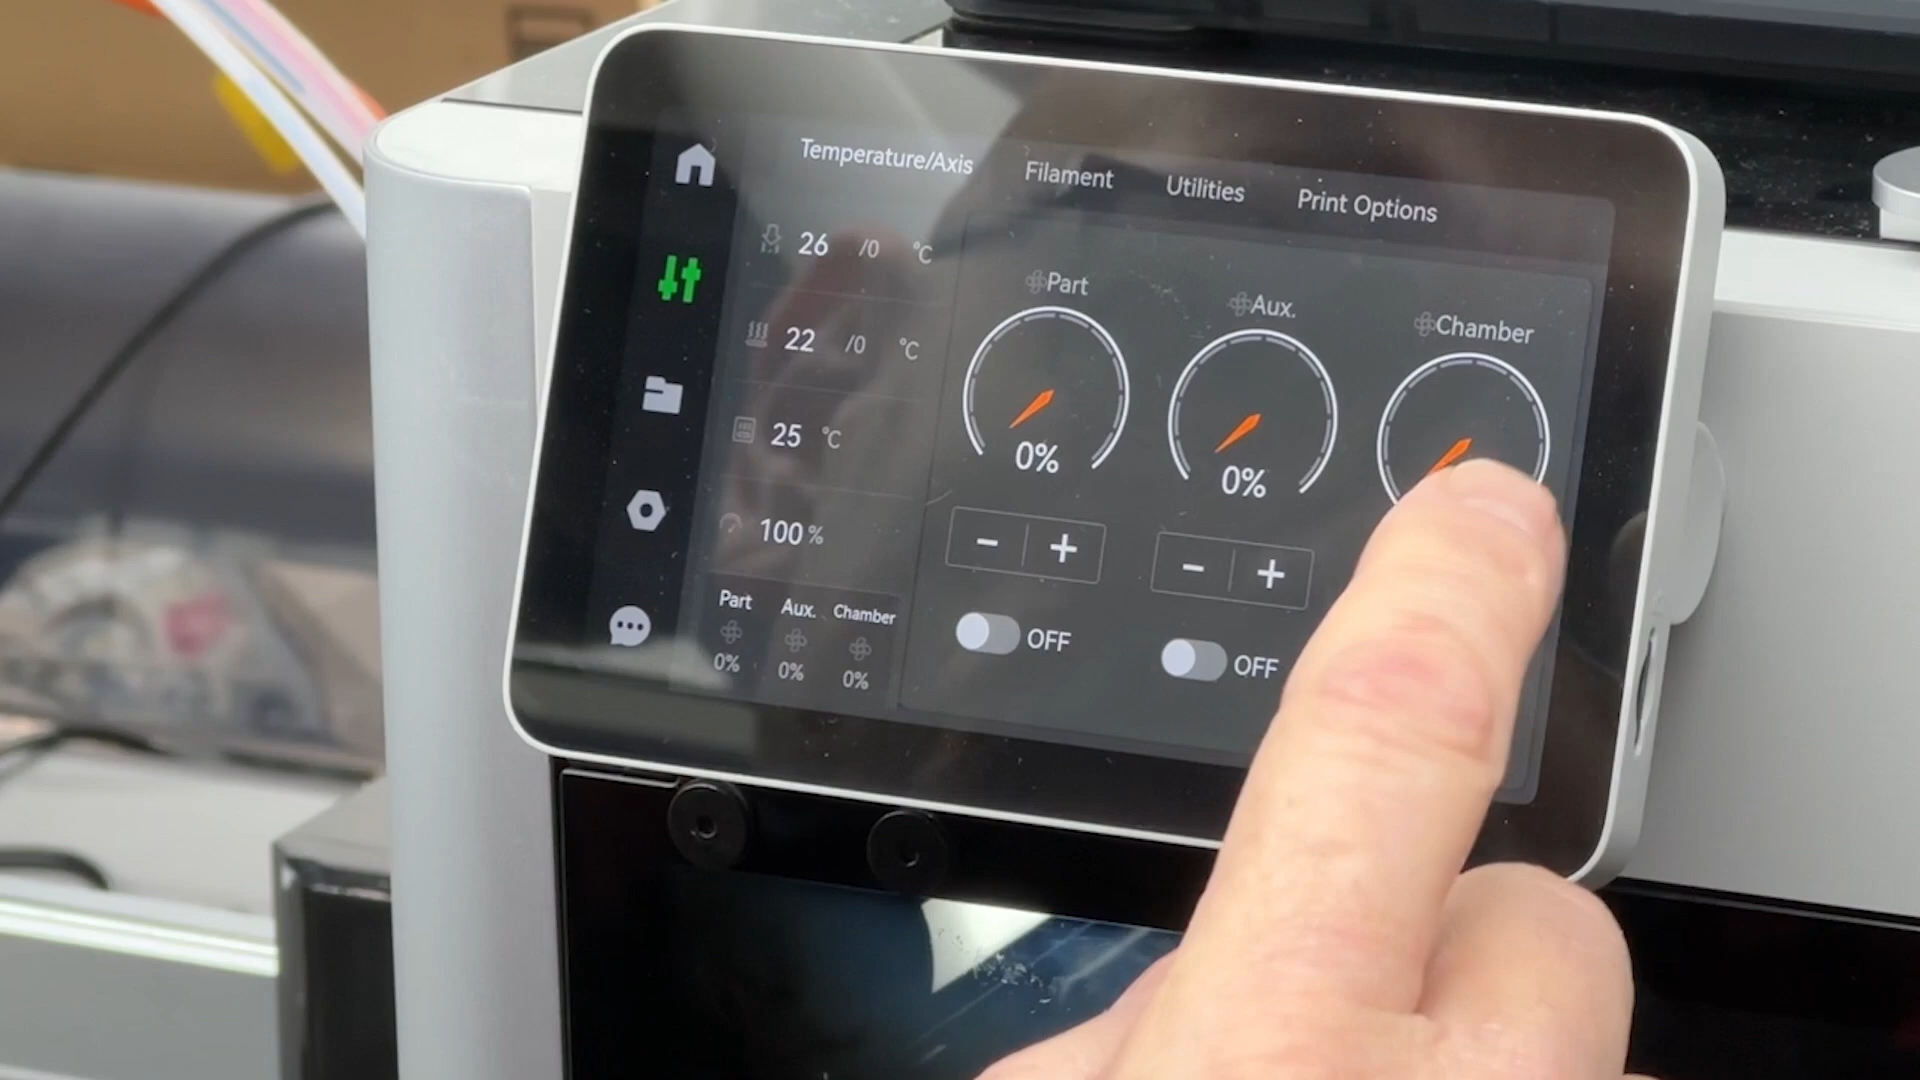 Temperature/Axis Filament Utilities Print Options
26 /0 °C
22 /0 °C
25 °C
100 %
Part Aux. Chamber
0% 0% 0%
Part Aux. Chamber
0% 0%
- + - +
OFF OFF